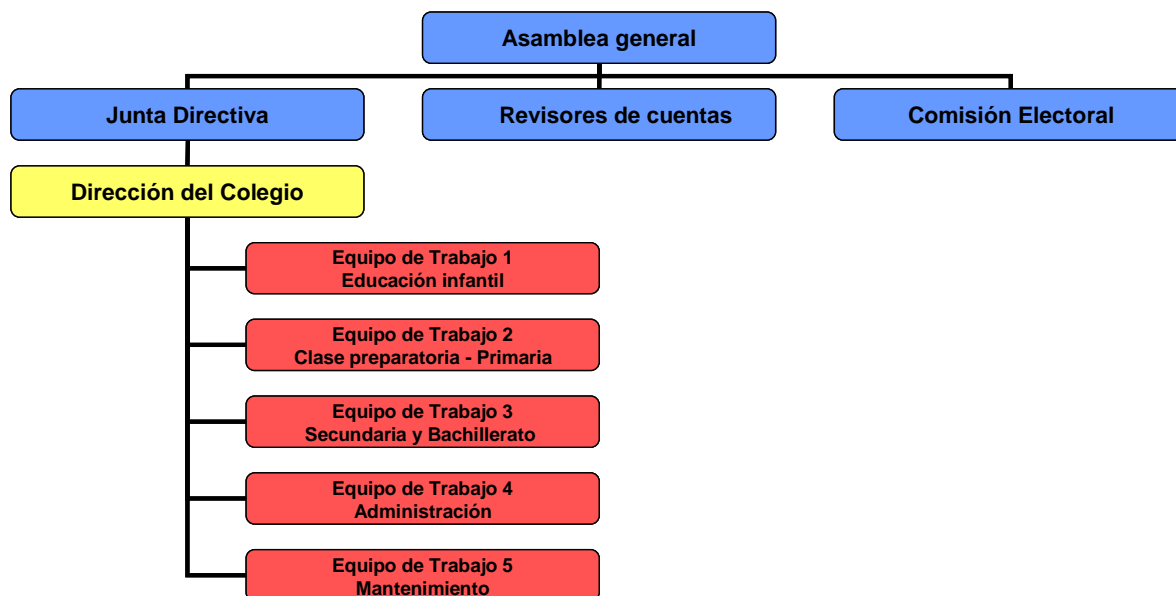 Asamblea general
Junta Directiva
Revisores de cuentas
Comisión Electoral
Dirección del Colegio
Equipo de Trabajo 1
Educación infantil
Equipo de Trabajo 2
Clase preparatoria - Primaria
Equipo de Trabajo 3
Secundaria y Bachillerato
Equipo de Trabajo 4
Administración
Equipo de Trabajo 5
Mantenimiento